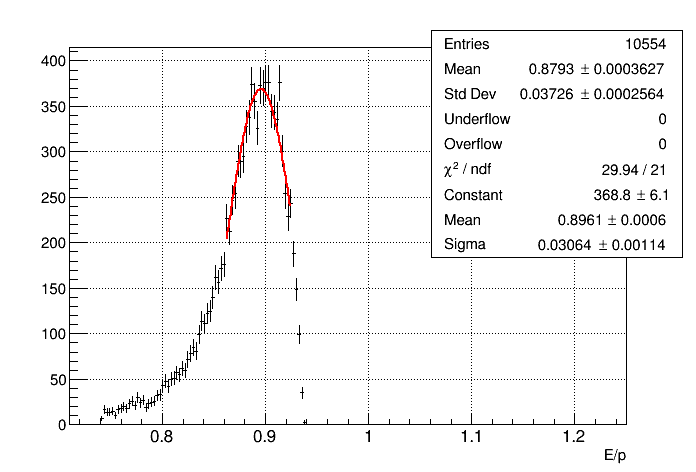 Entries 10554
Mean 0.8793 ± 0.0003627
Std Dev 0.03726 ± 0.0002564
Underflow 0
Overflow 0
χ² / ndf 29.94 / 21
Constant 368.8 ± 6.1
Mean 0.8961 ± 0.0006
Sigma 0.03064 ± 0.00114
400
350
300
250
200
150
100
50
0
0.8 0.9 1 1.1 1.2
E/p